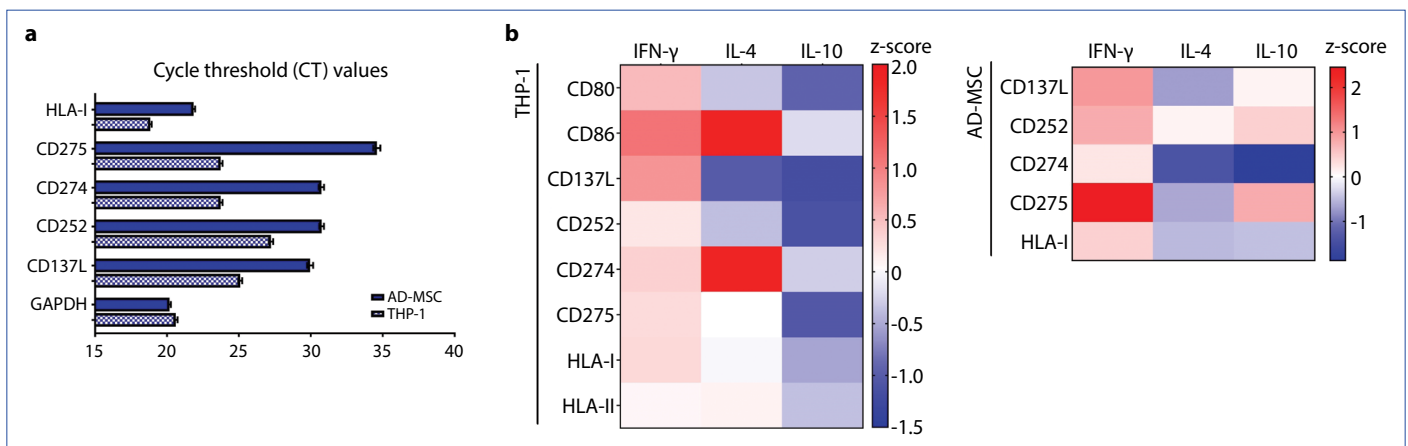 a
Cycle threshold (CT) values
HLA-I
CD275
CD274
CD252
CD137L
GAPDH
AD-MSC
THP-1
15 20 25 30 35 40
b
IFN-γ IL-4 IL-10 z-score
THP-1
CD80
CD86
CD137L
CD252
CD274
CD275
HLA-I
HLA-II
2.0
1.5
1.0
0.5
0
-0.5
-1.0
-1.5
IFN-γ IL-4 IL-10 z-score
AD-MSC
CD137L
CD252
CD274
CD275
HLA-I
2
1
0
-1